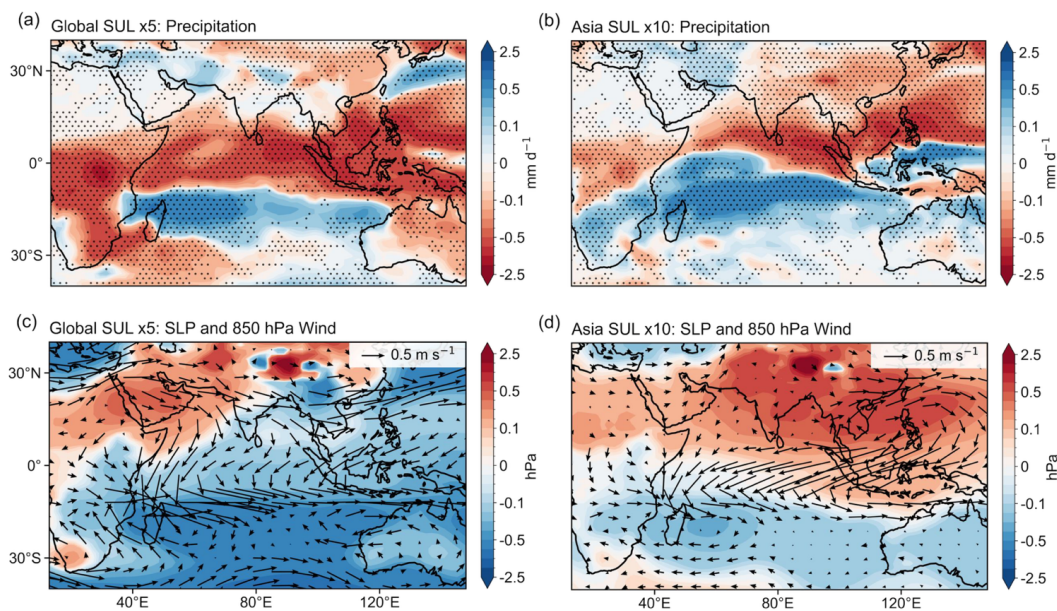 (a) Global SUL x5: Precipitation
30°N
0°
30°S
2.5
0.5
0.1
0
-0.1
-0.5
-2.5
mm d⁻¹
(b) Asia SUL x10: Precipitation
2.5
0.5
0.1
0
-0.1
-0.5
-2.5
mm d⁻¹
(c) Global SUL x5: SLP and 850 hPa Wind
0.5 m s⁻¹
30°N
0°
30°S
40°E
80°E
120°E
2.5
0.5
0.1
0
-0.1
-0.5
-2.5
hPa
(d) Asia SUL x10: SLP and 850 hPa Wind
0.5 m s⁻¹
40°E
80°E
120°E
2.5
0.5
0.1
0
-0.1
-0.5
-2.5
hPa